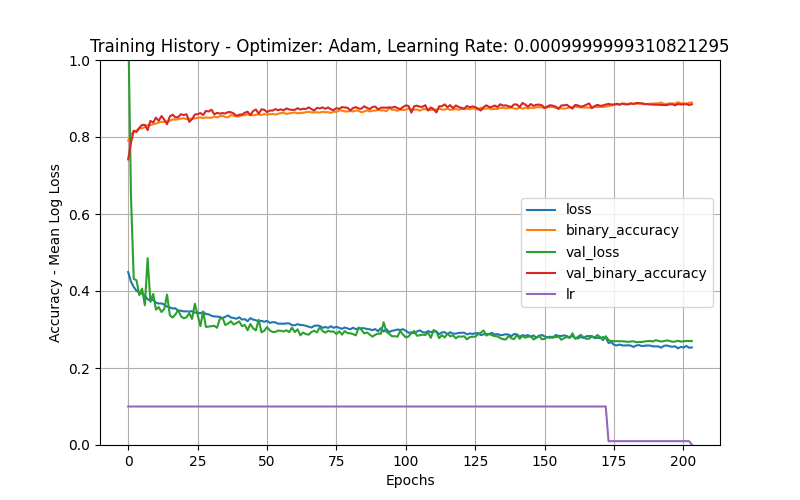 Training History - Optimizer: Adam, Learning Rate: 0.0009999999310821295
Accuracy - Mean Log Loss
1.0
0.8
0.6
0.4
0.2
0.0
loss
binary_accuracy
val_loss
val_binary_accuracy
lr
0 25 50 75 100 125 150 175 200
Epochs